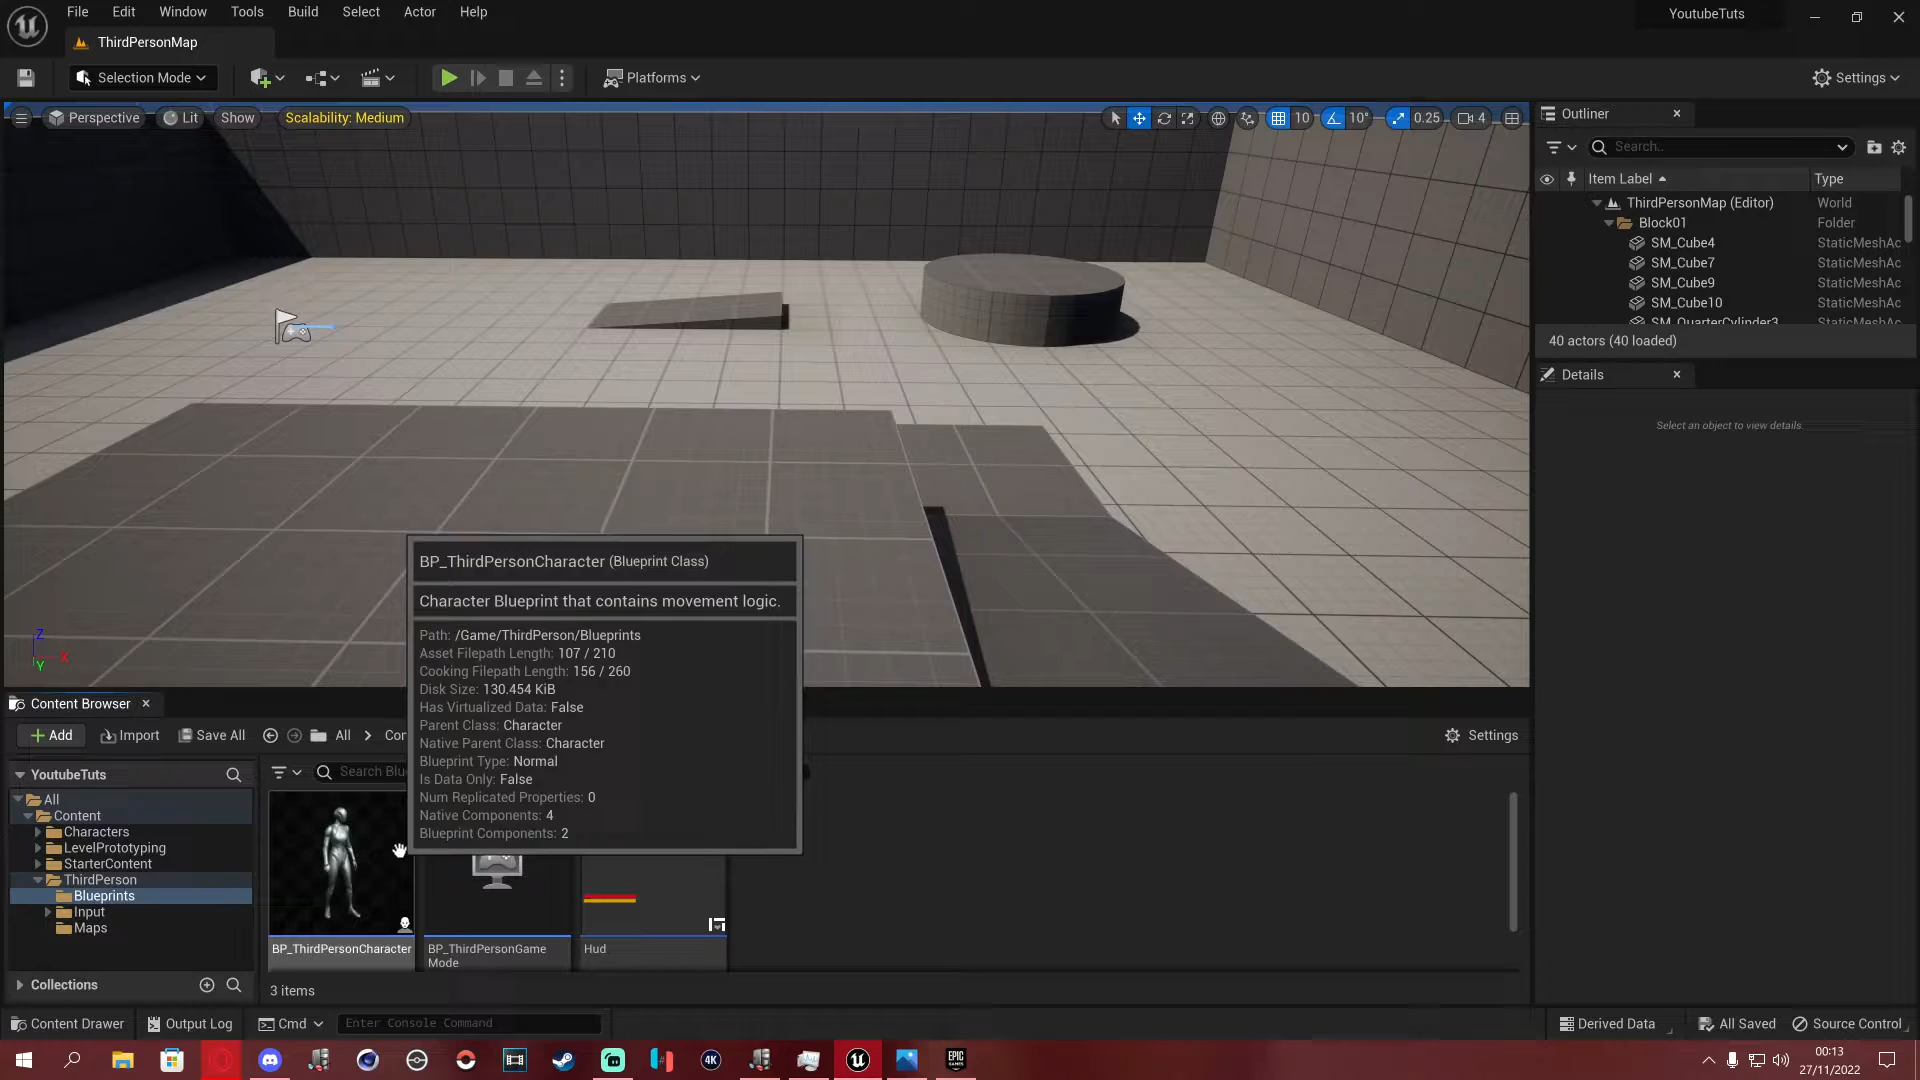 File Edit Window Tools Build Select Actor Help
YoutubeTuts
ThirdPersonMap
Selection Mode
Platforms
Settings
Perspective Lit Show Scalability: Medium
10 10° 0.25 4
Outliner
Search..
Item Label Type
ThirdPersonMap (Editor) World
Block01 Folder
SM_Cube4 StaticMeshAc
SM_Cube7 StaticMeshAc
SM_Cube9 StaticMeshAc
SM_Cube10 StaticMeshAc
SM_QuarterCylinder3 StaticMeshAc
40 actors (40 loaded)
Details
Select an object to view details.
BP_ThirdPersonCharacter (Blueprint Class)
Character Blueprint that contains movement logic.
Path: /Game/ThirdPerson/Blueprints
Asset Filepath Length: 107 / 210
Cooking Filepath Length: 156 / 260
Disk Size: 130.454 KiB
Has Virtualized Data: False
Parent Class: Character
Native Parent Class: Character
Blueprint Type: Normal
Is Data Only: False
Num Replicated Properties: 0
Native Components: 4
Blueprint Components: 2
Z
X
Y
Content Browser
Add Import Save All All Con
Settings
YoutubeTuts
Search Blu
All
Content
Characters
LevelPrototyping
StarterContent
ThirdPerson
Blueprints
Input
Maps
BP_ThirdPersonCharacter
BP_ThirdPersonGame
Mode
Hud
Collections
3 items
Content Drawer Output Log Cmd Enter Console Command
Derived Data All Saved Source Control
4K
EPIC
GAMES
00:13
27/11/2022